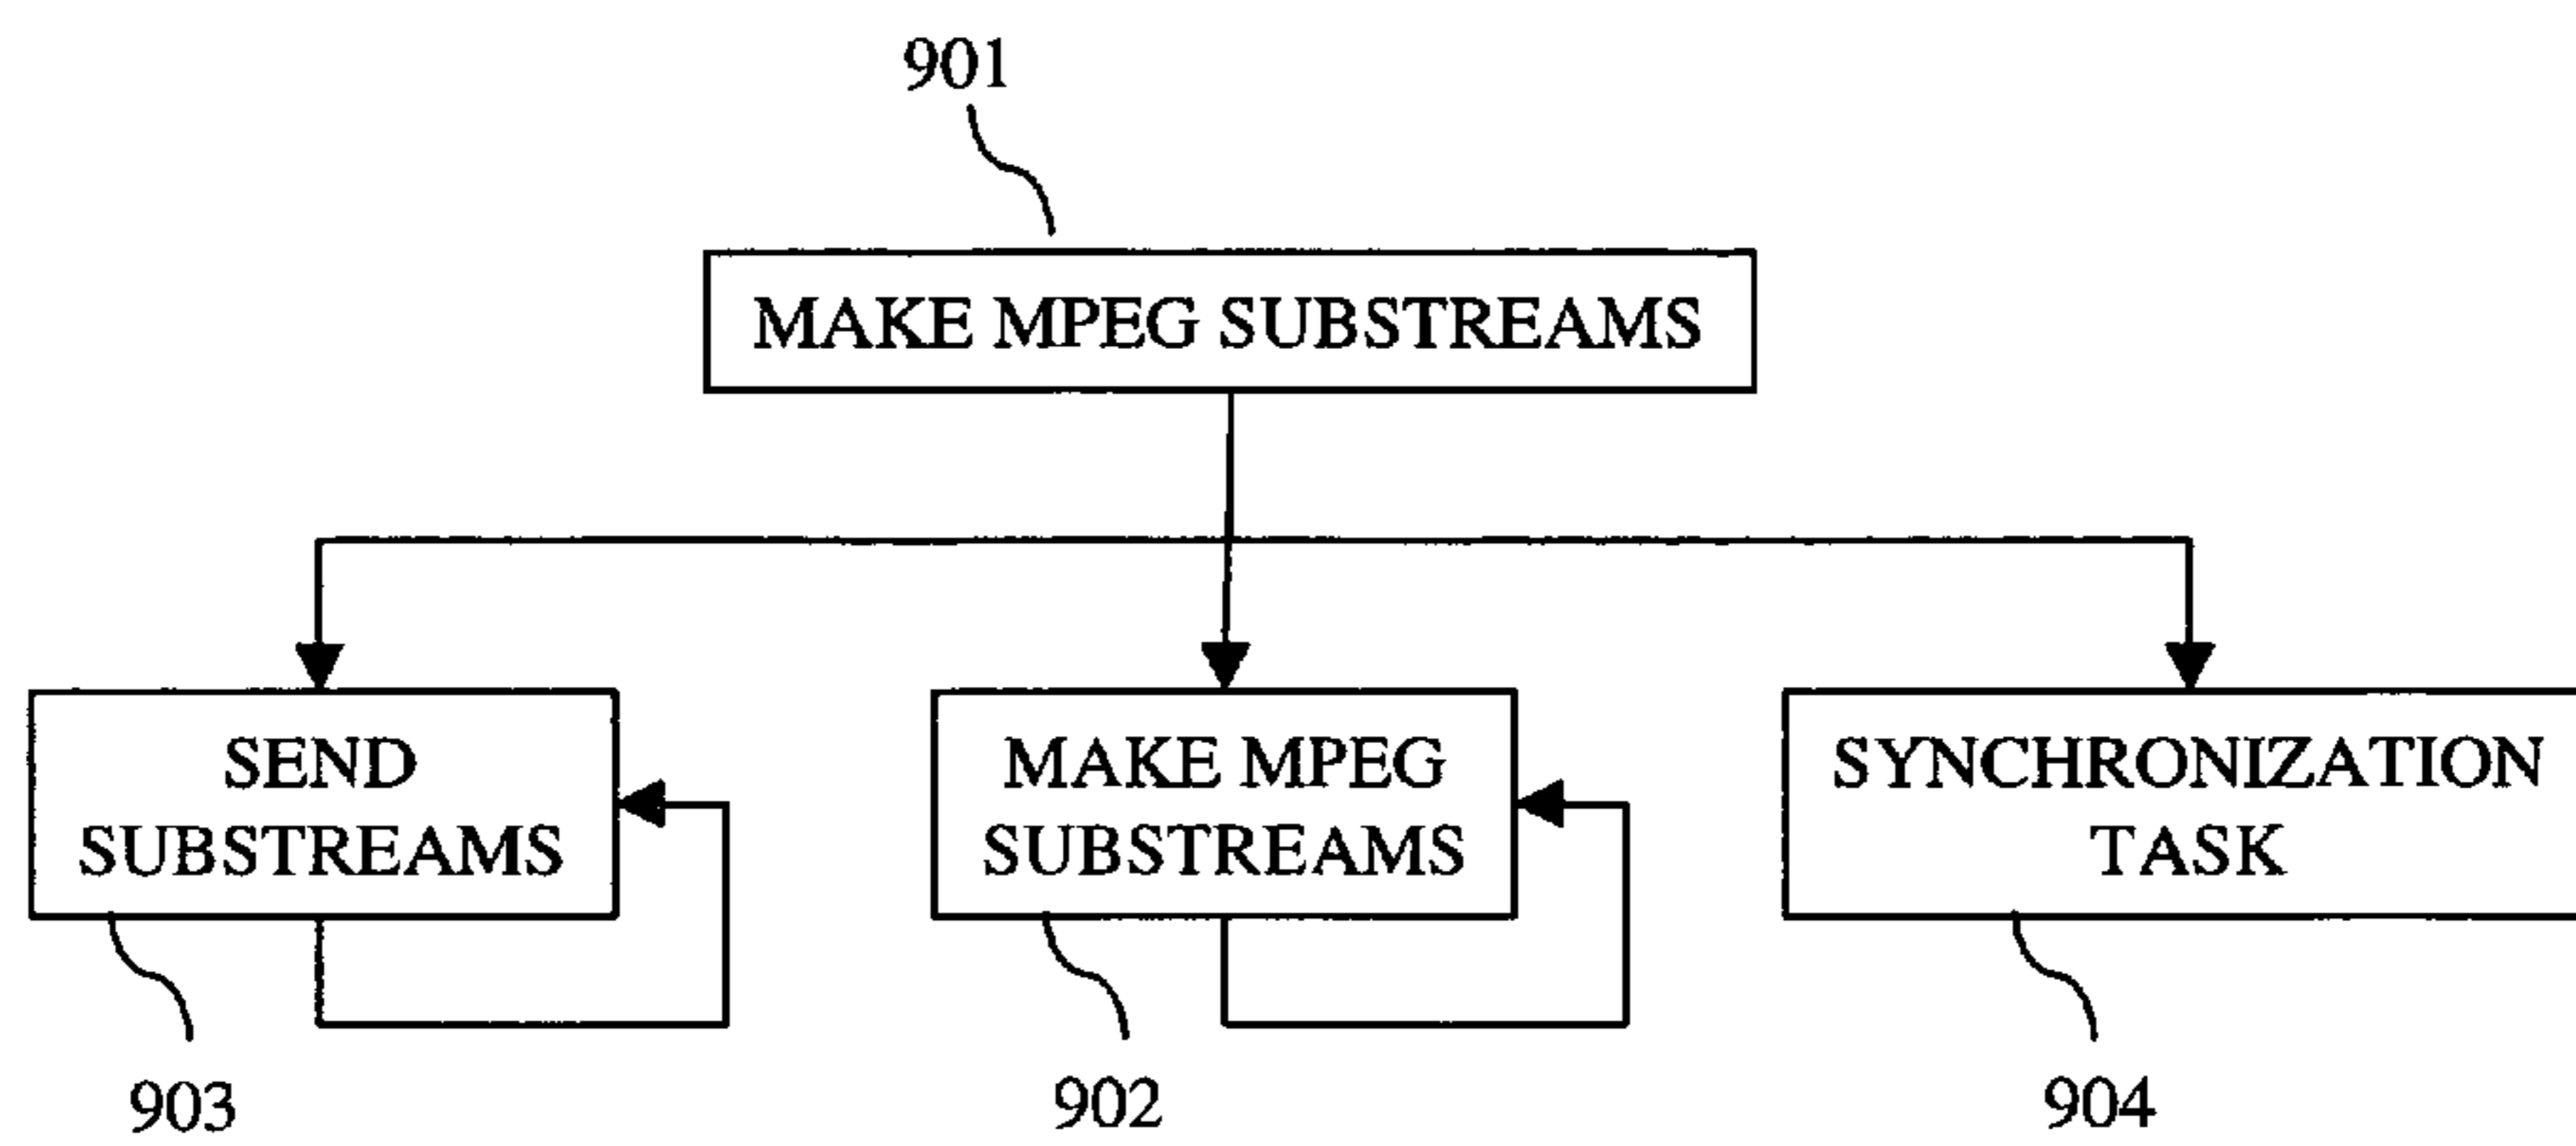 901
MAKE MPEG SUBSTREAMS
SEND
SUBSTREAMS
MAKE MPEG
SUBSTREAMS
SYNCHRONIZATION
TASK
903
902
904